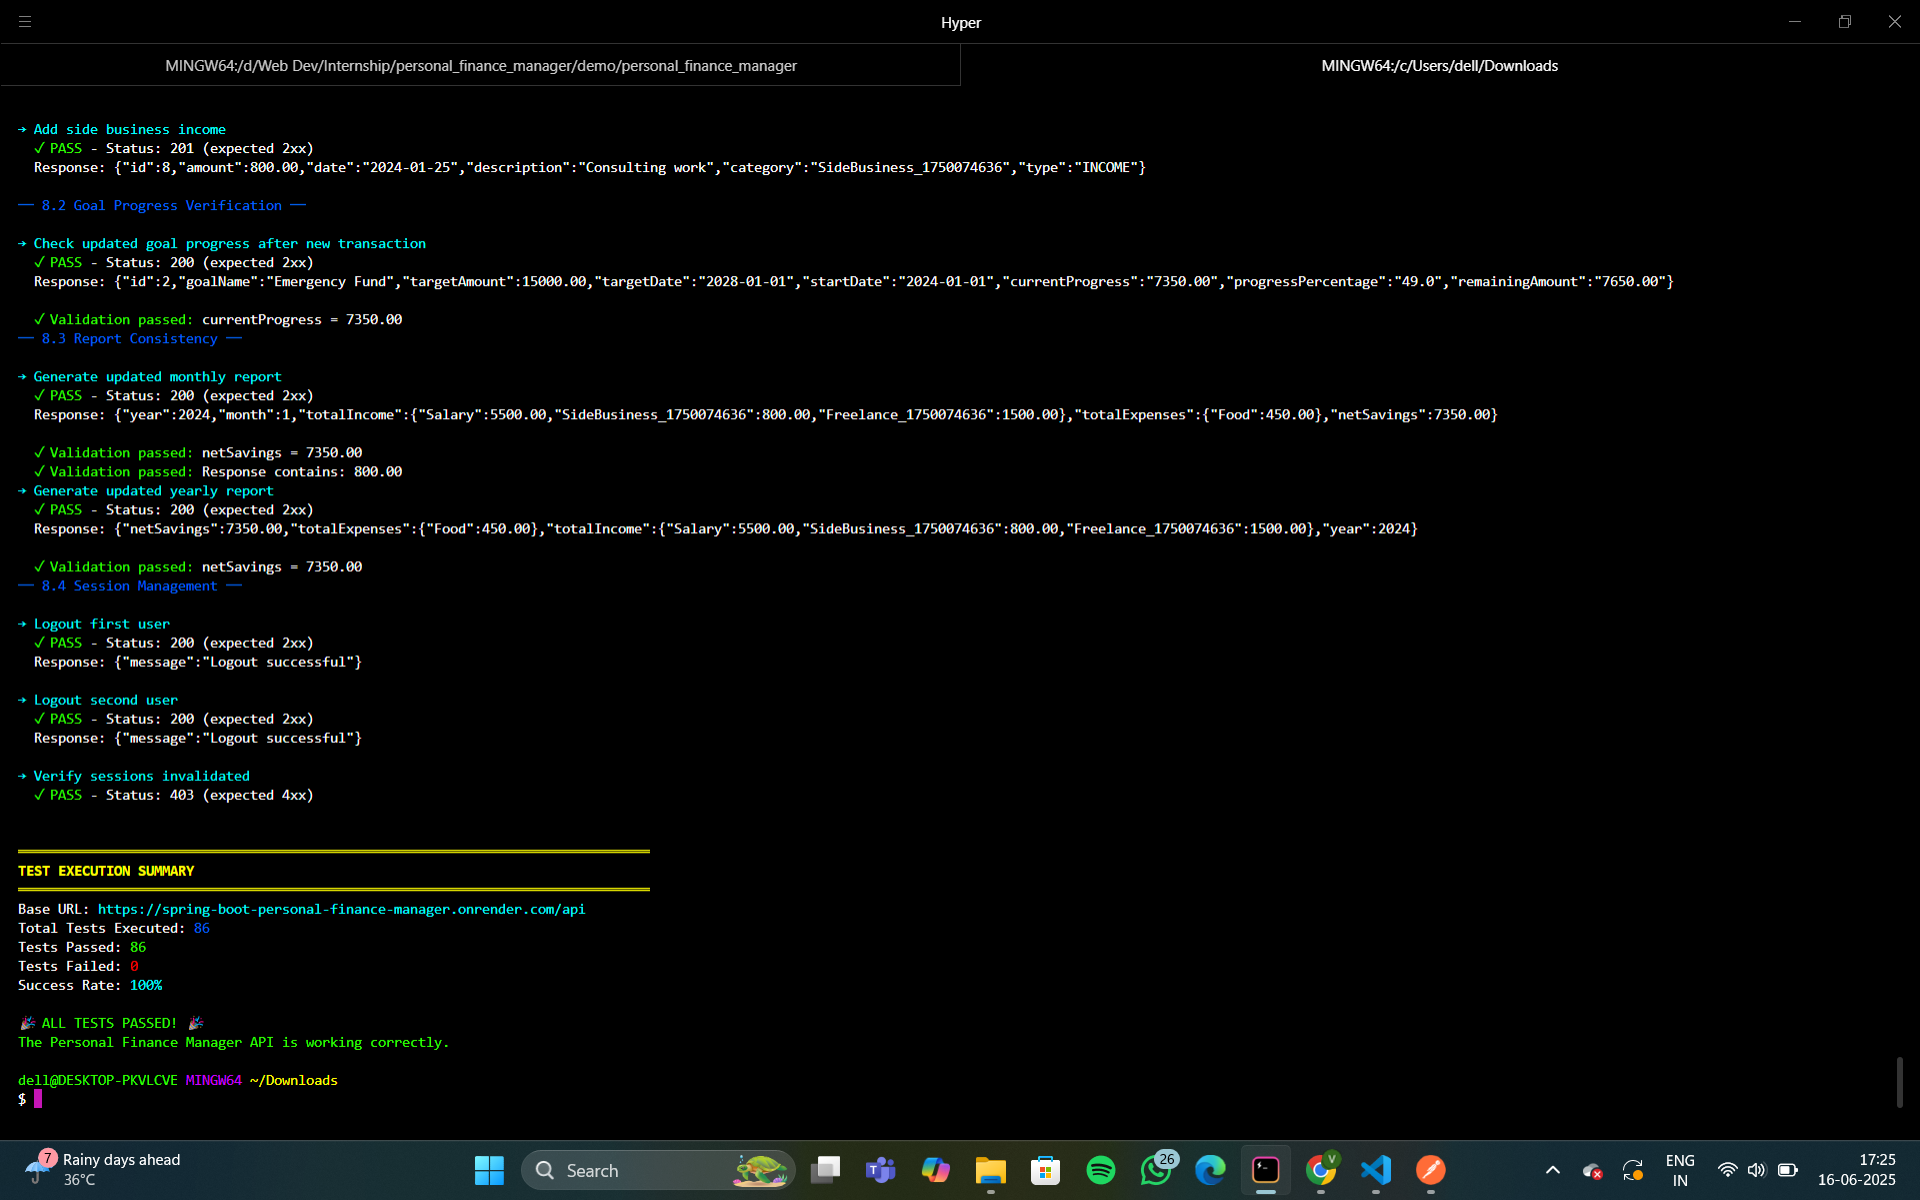 Hyper
MINGW64:/d/Web Dev/Internship/personal_finance_manager/demo/personal_finance_manager
MINGW64:/c/Users/dell/Downloads
→ Add side business income
✓ PASS - Status: 201 (expected 2xx)
Response: {"id":8,"amount":800.00,"date":"2024-01-25","description":"Consulting work","category":"SideBusiness_1750074636","type":"INCOME"}
── 8.2 Goal Progress Verification ──
→ Check updated goal progress after new transaction
✓ PASS - Status: 200 (expected 2xx)
Response: {"id":2,"goalName":"Emergency Fund","targetAmount":15000.00,"targetDate":"2028-01-01","startDate":"2024-01-01","currentProgress":"7350.00","progressPercentage":"49.0","remainingAmount":"7650.00"}
✓ Validation passed: currentProgress = 7350.00
── 8.3 Report Consistency ──
→ Generate updated monthly report
✓ PASS - Status: 200 (expected 2xx)
Response: {"year":2024,"month":1,"totalIncome":{"Salary":5500.00,"SideBusiness_1750074636":800.00,"Freelance_1750074636":1500.00},"totalExpenses":{"Food":450.00},"netSavings":7350.00}
✓ Validation passed: netSavings = 7350.00
✓ Validation passed: Response contains: 800.00
→ Generate updated yearly report
✓ PASS - Status: 200 (expected 2xx)
Response: {"netSavings":7350.00,"totalExpenses":{"Food":450.00},"totalIncome":{"Salary":5500.00,"SideBusiness_1750074636":800.00,"Freelance_1750074636":1500.00},"year":2024}
✓ Validation passed: netSavings = 7350.00
── 8.4 Session Management ──
→ Logout first user
✓ PASS - Status: 200 (expected 2xx)
Response: {"message":"Logout successful"}
→ Logout second user
✓ PASS - Status: 200 (expected 2xx)
Response: {"message":"Logout successful"}
→ Verify sessions invalidated
✓ PASS - Status: 403 (expected 4xx)
TEST EXECUTION SUMMARY
Base URL: https://spring-boot-personal-finance-manager.onrender.com/api
Total Tests Executed: 86
Tests Passed: 86
Tests Failed: 0
Success Rate: 100%
🎉 ALL TESTS PASSED! 🎉
The Personal Finance Manager API is working correctly.
dell@DESKTOP-PKVLCVE MINGW64 ~/Downloads
$
7
Rainy days ahead
36°C
Search
26
V
ENG
IN
17:25
16-06-2025